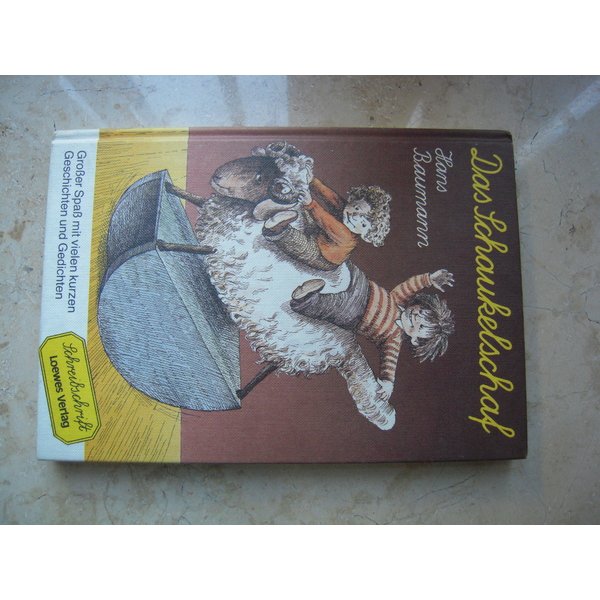 Das Schaukelschaf
Hans
Baumann
Großer Spaß mit vielen kurzen
Geschichten und Gedichten
Schreibschrift
Loewes Verlag